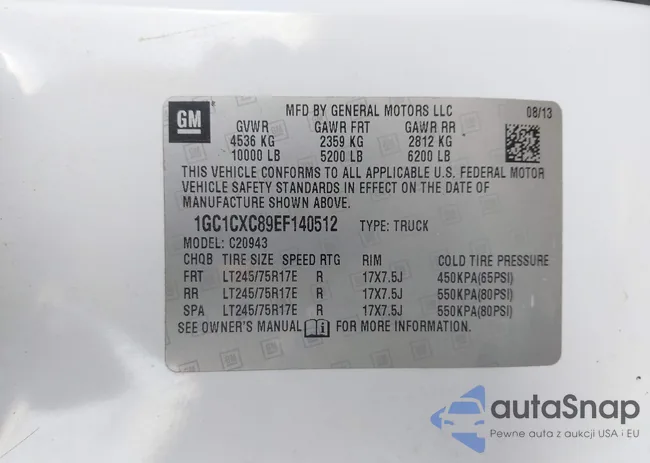 GM
MFD BY GENERAL MOTORS LLC 08/13
GVWR GAWR FRT GAWR RR
4536 KG 2359 KG 2812 KG
10000 LB 5200 LB 6200 LB
THIS VEHICLE CONFORMS TO ALL APPLICABLE U.S. FEDERAL MOTOR
VEHICLE SAFETY STANDARDS IN EFFECT ON THE DATE OF
MANUFACTURE SHOWN ABOVE.
1GC1CXC89EF140512 TYPE: TRUCK
MODEL: C20943
CHQB TIRE SIZE SPEED RTG RIM COLD TIRE PRESSURE
FRT LT245/75R17E R 17X7.5J 450KPA(65PSI)
RR LT245/75R17E R 17X7.5J 550KPA(80PSI)
SPA LT245/75R17E R 17X7.5J 550KPA(80PSI)
SEE OWNER'S MANUAL FOR MORE INFORMATION.
autaSnap
Pewne auta z aukcji USA i EU